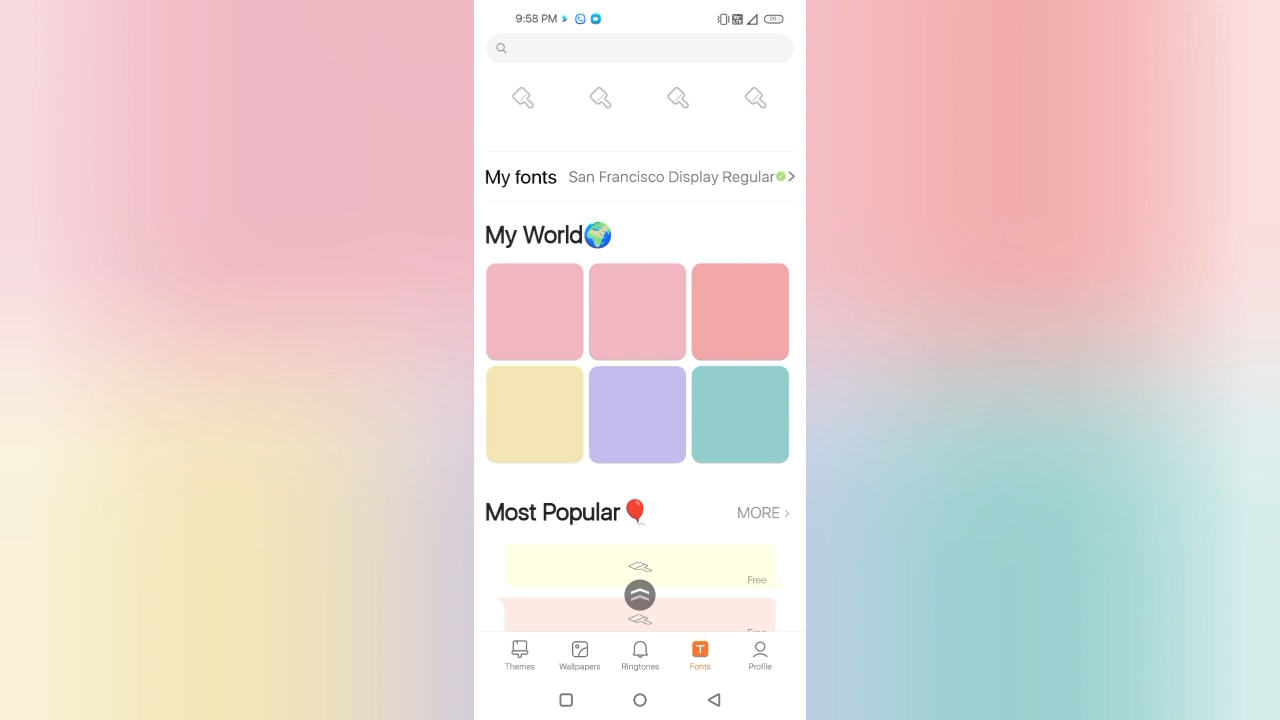 9:58 PM
My fonts San Francisco Display Regular
My World
Most Popular MORE
Free
Themes Wallpapers Ringtones Fonts Profile